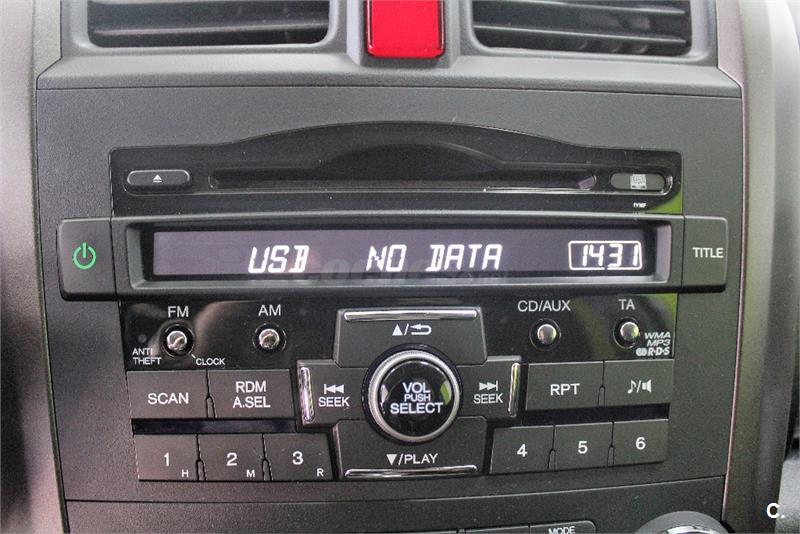 USB NO DATA 1431
TITLE
FM AM CD/AUX TA
▲/⮌
ANTI THEFT CLOCK
WMA
MP3
R·D·S
SCAN RDM A.SEL
⏮ SEEK
VOL
PUSH
SELECT
⏭ SEEK
RPT ♪/🔇
▼/PLAY
1 H 2 M 3 R 4 5 6
MODE
C.